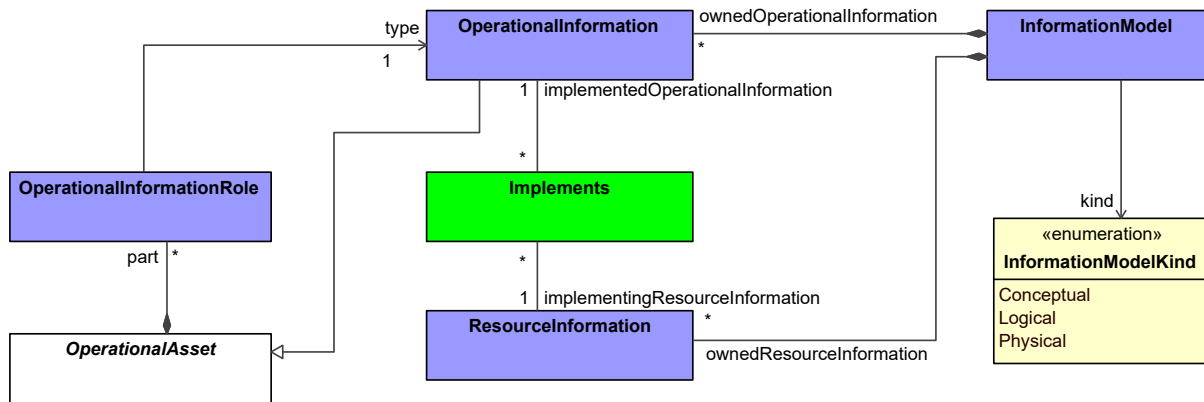 ownedOperationalInformation
OperationalInformation
InformationModel
type
*
1
1
implementedOperationalInformation
*
OperationalInformationRole
Implements
kind
«enumeration»
part
*
InformationModelKind
*
Conceptual
1
implementingResourceInformation
Logical
ResourceInformation
*
Physical
OperationalAsset
ownedResourceInformation